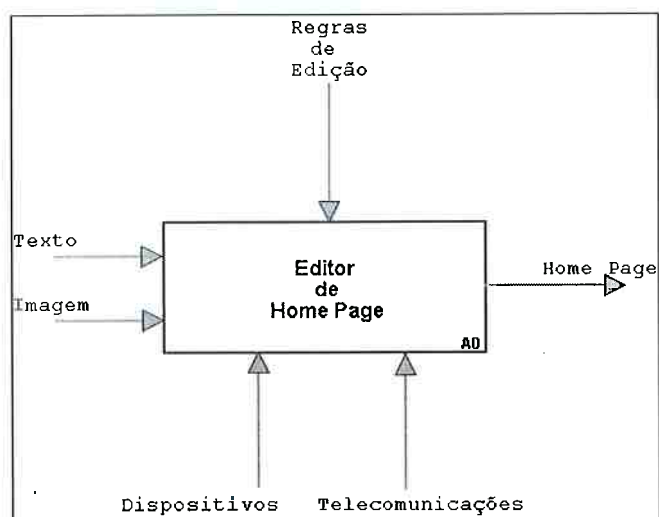 Regras
de
Edição
Texto
Imagem
Editor
de
Home Page
A0
Home Page
Dispositivos
Telecomunicações